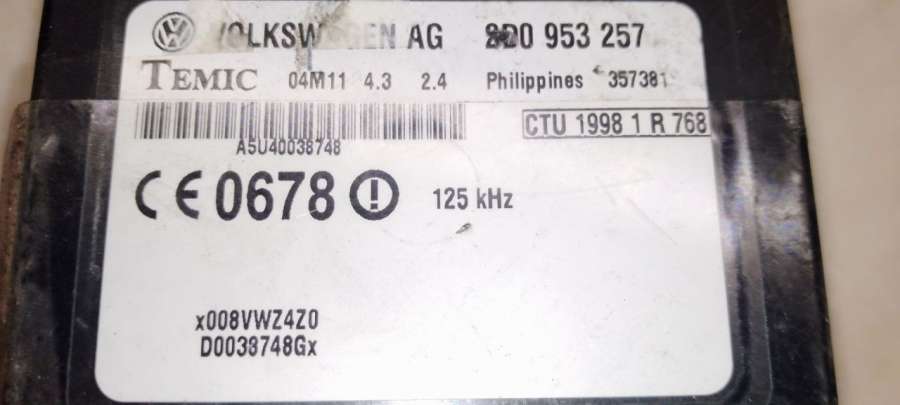 VOLKSWAGEN AG 0 953 257
TEMIC 04M11 4.3 2.4 Philippines 357381
CTU 1998 1 R 768
A5U40038748
CE 0678 125 kHz
x008VWZ4Z0
D0038748Gx